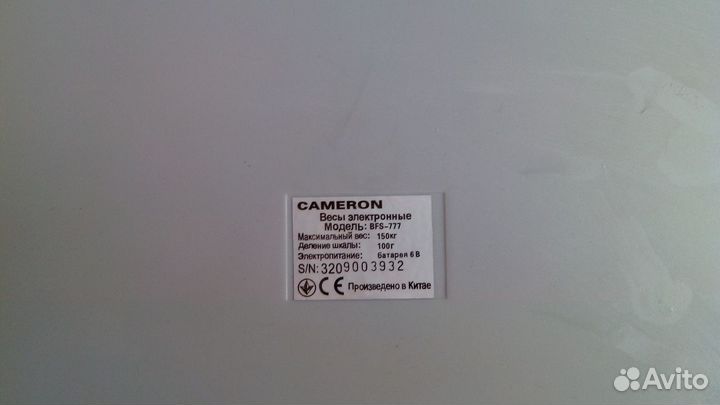 CAMERON
Весы электронные
Модель: BFS-777
Максимальный вес: 150кг
Деление шкалы: 100г
Электропитание: батарея 6 В
S/N: 3209003932
CE Произведено в Китае
Avito